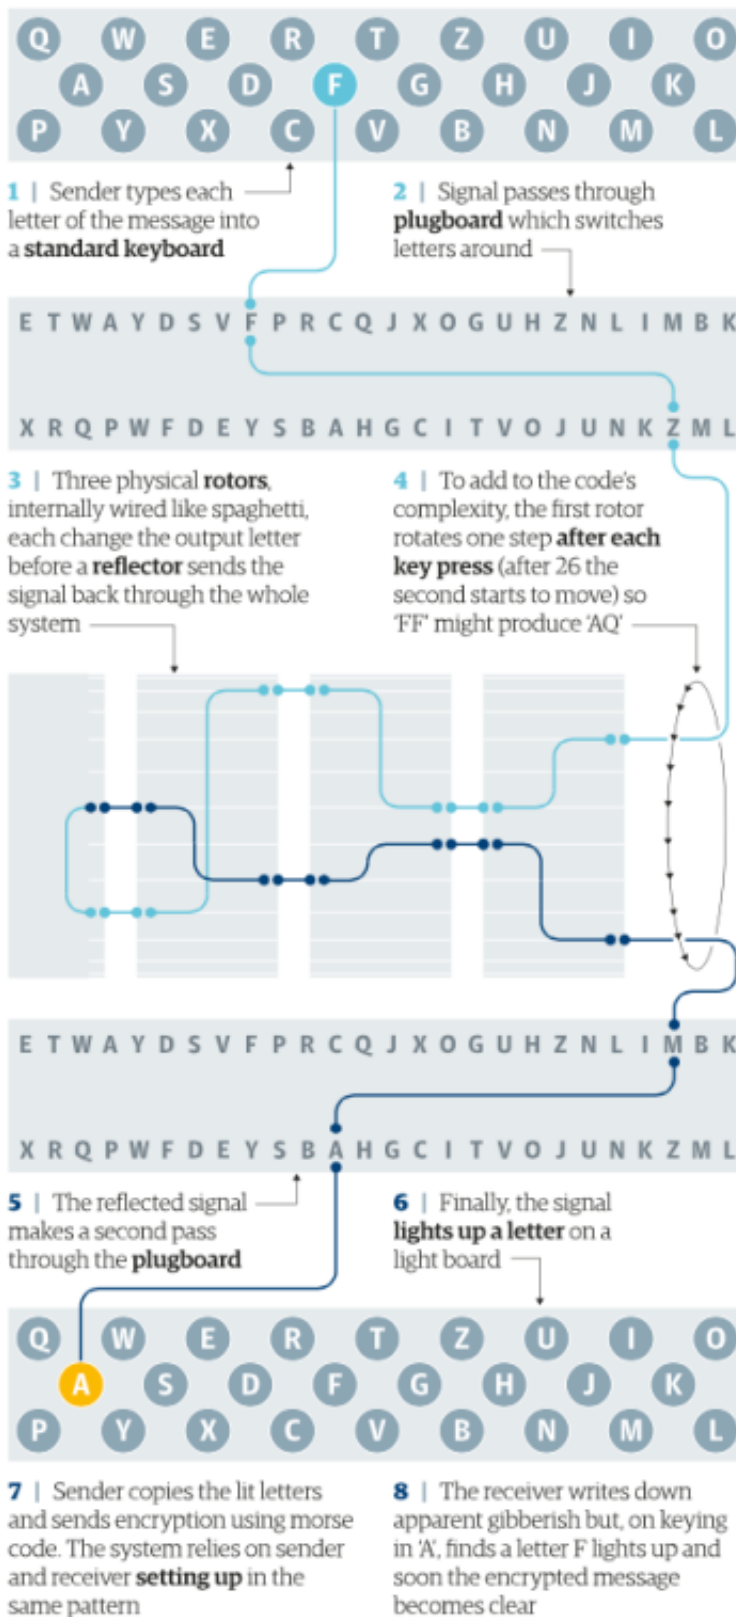 Q W E R T Z U I O
A S D F G H J K
P Y X C V B N M L
1 | Sender types each
letter of the message into
a standard keyboard
2 | Signal passes through
plugboard which switches
letters around
E T W A Y D S V F P R C Q J X O G U H Z N L I M B K
X R Q P W F D E Y S B A H G C I T V O J U N K Z M L
3 | Three physical rotors,
internally wired like spaghetti,
each change the output letter
before a reflector sends the
signal back through the whole
system
4 | To add to the code's
complexity, the first rotor
rotates one step after each
key press (after 26 the
second starts to move) so
'FF' might produce 'AQ'
E T W A Y D S V F P R C Q J X O G U H Z N L I M B K
X R Q P W F D E Y S B A H G C I T V O J U N K Z M L
5 | The reflected signal
makes a second pass
through the plugboard
6 | Finally, the signal
lights up a letter on a
light board
Q W E R T Z U I O
A S D F G H J K
P Y X C V B N M L
7 | Sender copies the lit letters
and sends encryption using morse
code. The system relies on sender
and receiver setting up in the
same pattern
8 | The receiver writes down
apparent gibberish but, on keying
in 'A', finds a letter F lights up and
soon the encrypted message
becomes clear